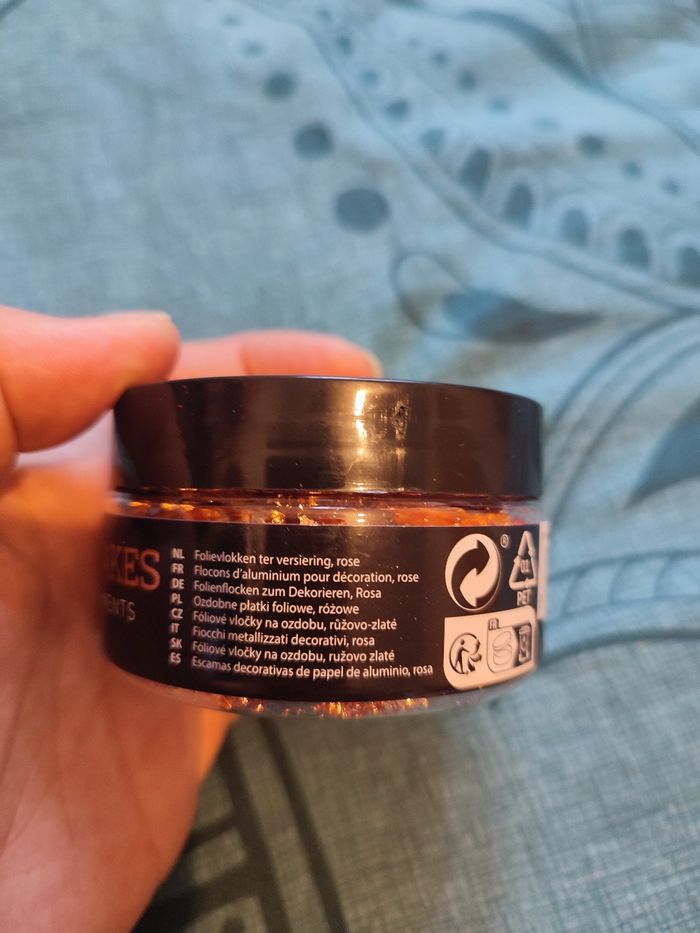 KES
ENTS
NL Folievlokken ter versiering, rose
FR Flocons d'aluminium pour décoration, rose
DE Folienflocken zum Dekorieren, Rosa
PL Ozdobne płatki foliowe, różowe
CZ Fóliové vločky na ozdobu, růžovo-zlaté
IT Fiocchi metallizzati decorativi, rosa
SK Fóliové vločky na ozdobu, ružovo zlaté
ES Escamas decorativas de papel de aluminio, rosa
®
01
PET
FR